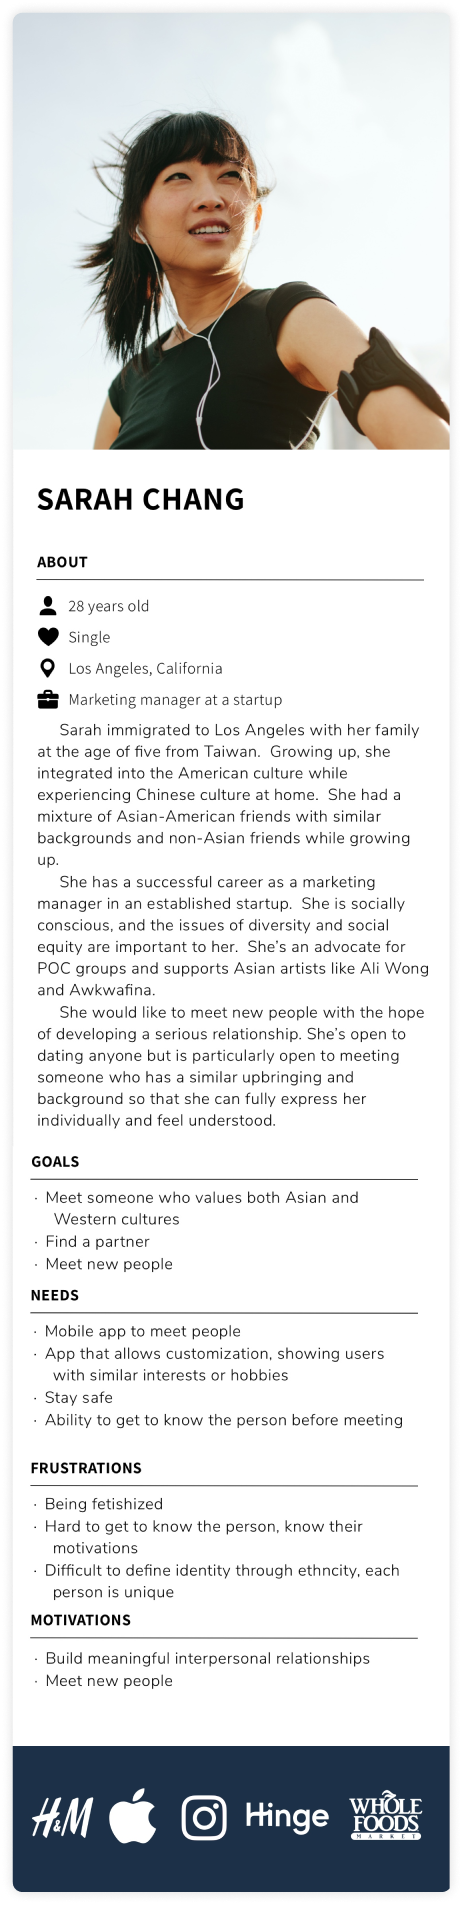 SARAH CHANG
ABOUT
28 years old
Single
Los Angeles, California
Marketing manager at a startup
Sarah immigrated to Los Angeles with her family
at the age of five from Taiwan.  Growing up, she
integrated into the American culture while
experiencing Chinese culture at home.  She had a
mixture of Asian-American friends with similar
backgrounds and non-Asian friends while growing
up.
She has a successful career as a marketing
manager in an established startup.  She is socially
conscious, and the issues of diversity and social
equity are important to her.  She's an advocate for
POC groups and supports Asian artists like Ali Wong
and Awkwafina.
She would like to meet new people with the hope
of developing a serious relationship. She's open to
dating anyone but is particularly open to meeting
someone who has a similar upbringing and
background so that she can fully express her
individually and feel understood.
GOALS
· Meet someone who values both Asian and
Western cultures
· Find a partner
· Meet new people
NEEDS
· Mobile app to meet people
· App that allows customization, showing users
with similar interests or hobbies
· Stay safe
· Ability to get to know the person before meeting
FRUSTRATIONS
· Being fetishized
· Hard to get to know the person, know their
motivations
· Difficult to define identity through ethncity, each
person is unique
MOTIVATIONS
· Build meaningful interpersonal relationships
· Meet new people
H&M
Hinge
WHOLE
FOODS
MARKET